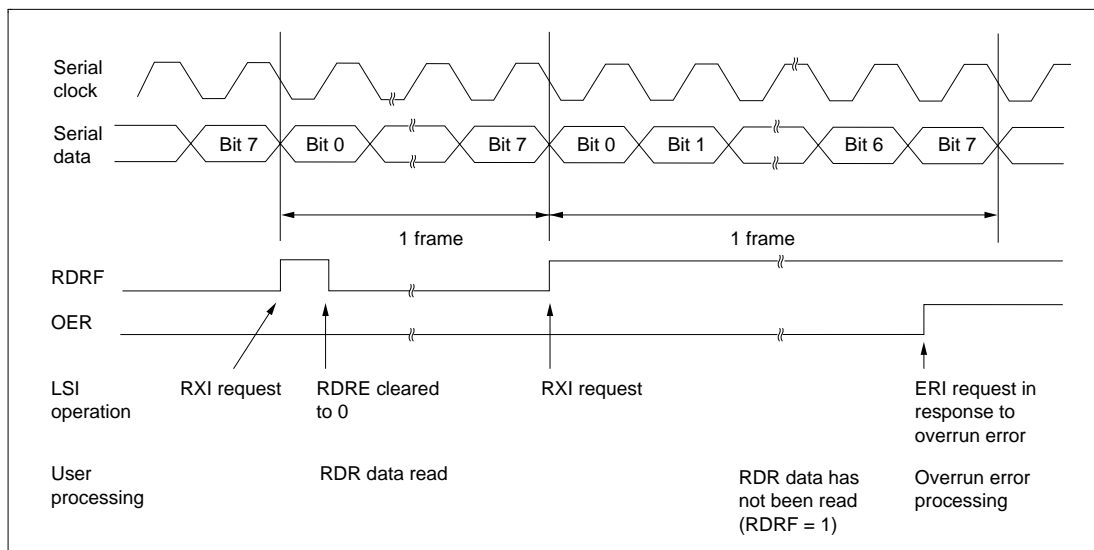 Serial
clock
Serial
data
Bit 7
Bit 0
Bit 7
Bit 0
Bit 1
Bit 6
Bit 7
1 frame
1 frame
RDRF
OER
LSI
operation
RXI request
RDRE cleared
to 0
RXI request
ERI request in
response to
overrun error
User
processing
RDR data read
RDR data has
not been read
(RDRF = 1)
Overrun error
processing